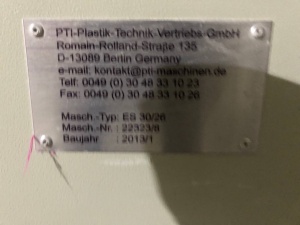 PTI-Plastik-Technik-Vertriebs-GmbH
Romain-Rolland-Straße 135
D-13089 Berlin Germany
e-mail: kontakt@pti-maschinen.de
Telf: 0049 (0) 30 48 33 10 23
Fax: 0049 (0) 30 48 33 10 26
Masch.-Typ: ES 30/26
Masch.-Nr. : 22323/8
Baujahr : 2013/1